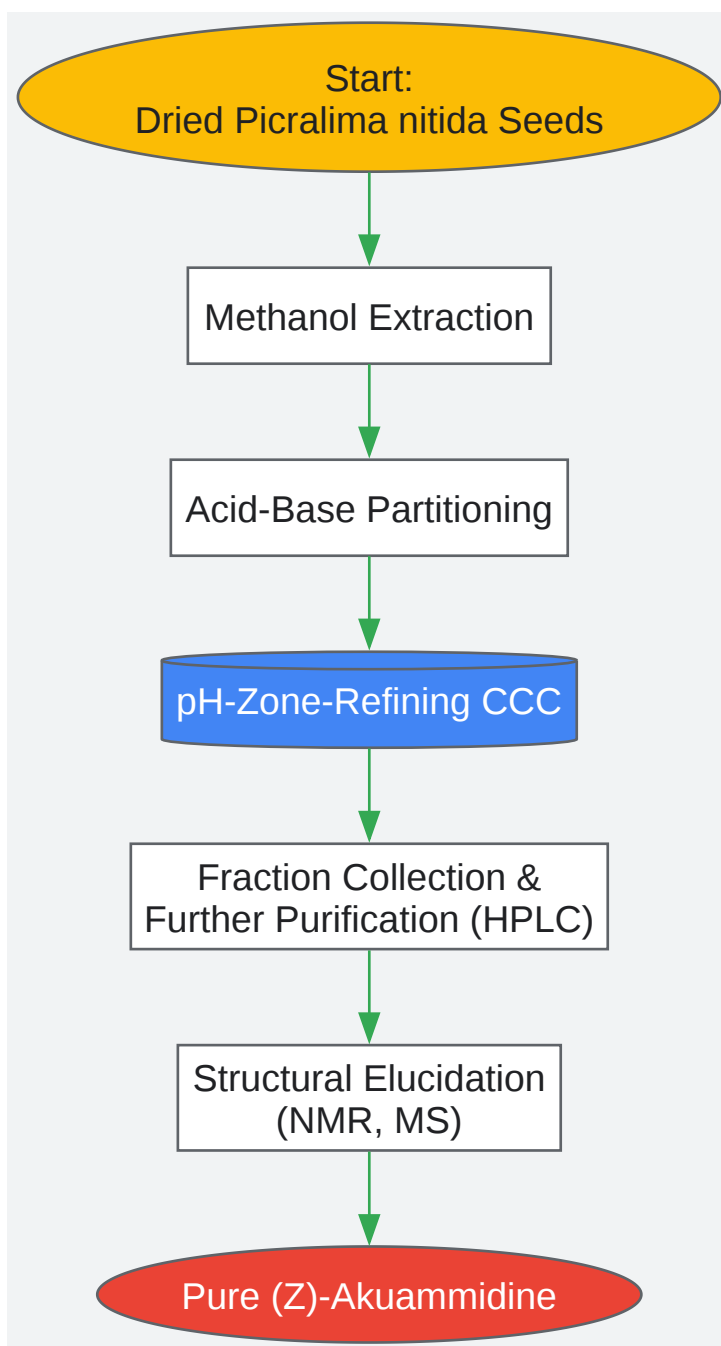 Start:
Dried Picralima nitida Seeds
Methanol Extraction
Acid-Base Partitioning
pH-Zone-Refining CCC
Fraction Collection &
Further Purification (HPLC)
Structural Elucidation
(NMR, MS)
Pure (Z)-Akuammidine